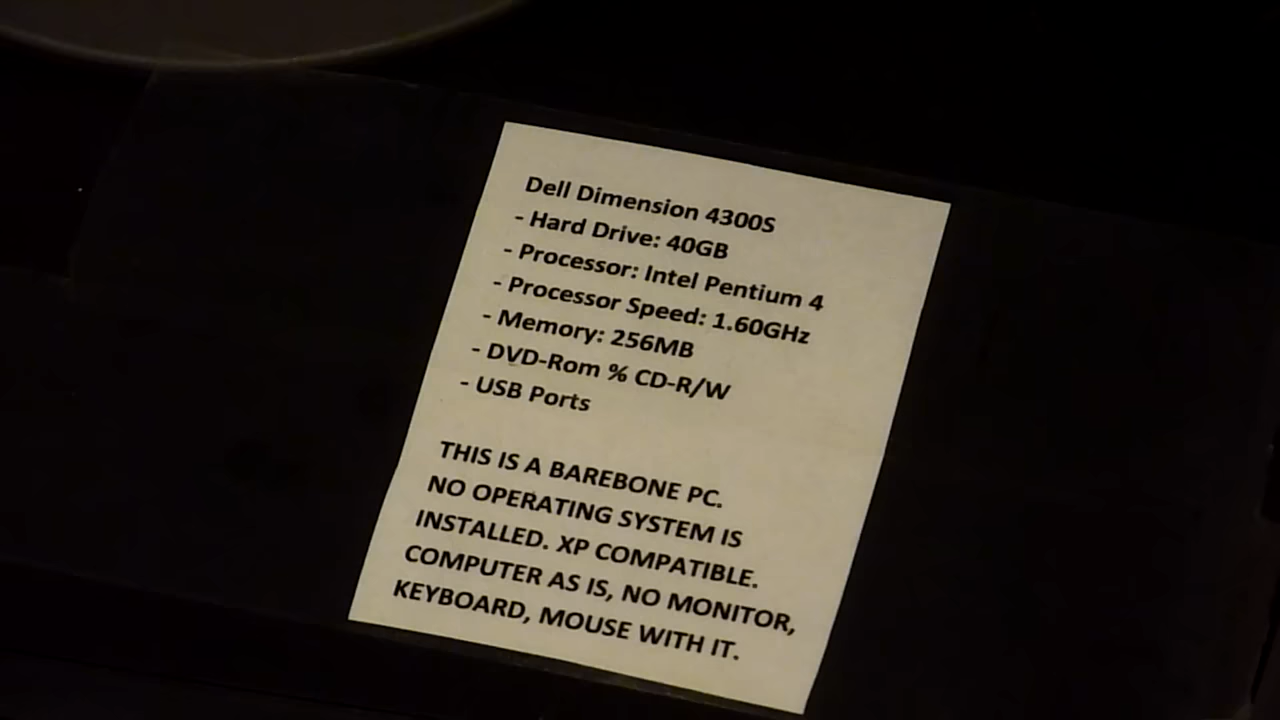 Dell Dimension 4300S
- Hard Drive: 40GB
- Processor: Intel Pentium 4
- Processor Speed: 1.60GHz
- Memory: 256MB
- DVD-Rom % CD-R/W
- USB Ports
THIS IS A BAREBONE PC.
NO OPERATING SYSTEM IS
INSTALLED. XP COMPATIBLE.
COMPUTER AS IS, NO MONITOR,
KEYBOARD, MOUSE WITH IT.